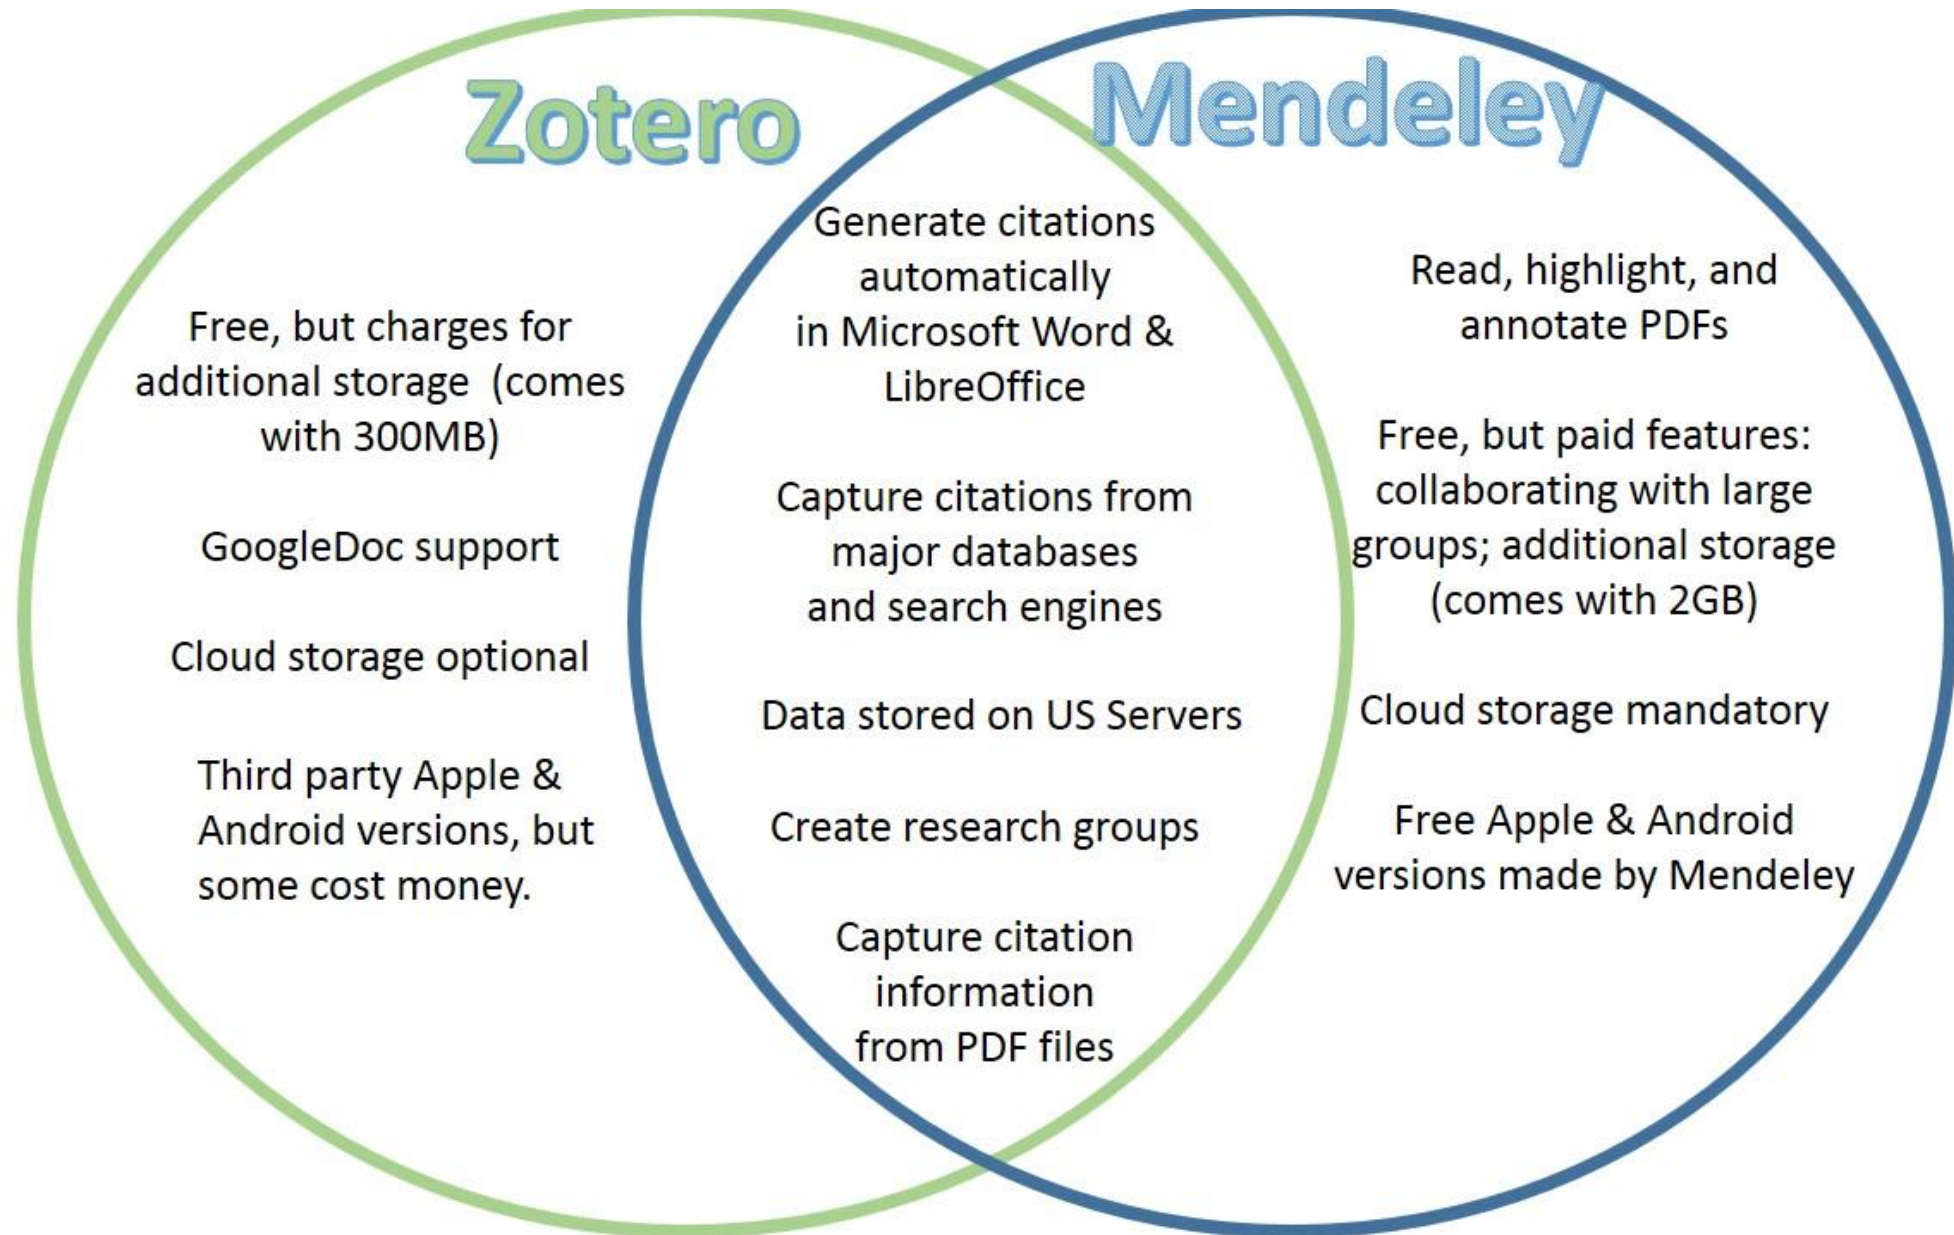 Zotero
Free, but charges for
additional storage (comes
with 300MB)
GoogleDoc support
Cloud storage optional
Third party Apple &
Android versions, but
some cost money.
Generate citations
automatically
in Microsoft Word &
LibreOffice
Capture citations from
major databases
and search engines
Data stored on US Servers
Create research groups
Capture citation
information
from PDF files
Mendeley
Read, highlight, and
annotate PDFs
Free, but paid features:
collaborating with large
groups; additional storage
(comes with 2GB)
Cloud storage mandatory
Free Apple & Android
versions made by Mendeley